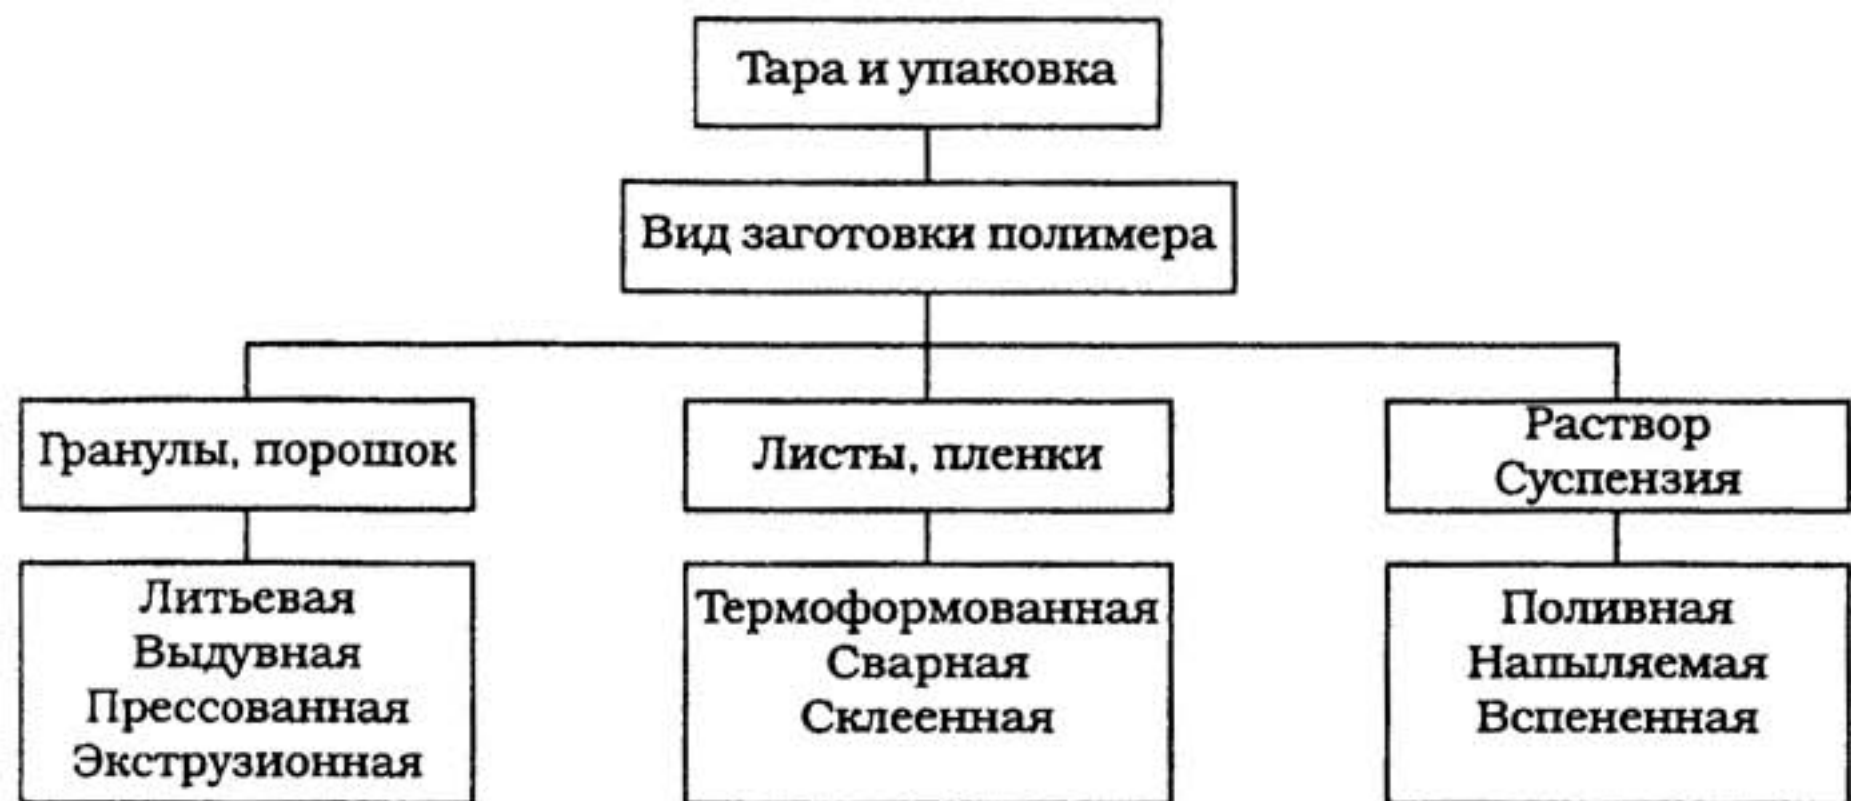 Тара и упаковка
Вид заготовки полимера
Гранулы, порошок
Листы, пленки
Раствор
Суспензия
Литьевая
Выдувная
Прессованная
Экструзионная
Термоформованная
Сварная
Склеенная
Поливная
Напыляемая
Вспененная